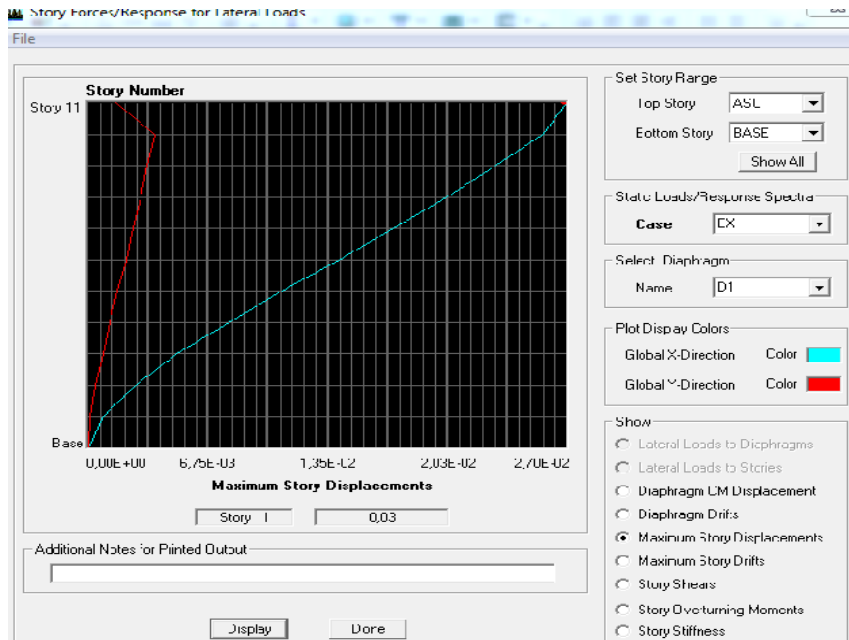 Story Forces/Response for Lateral Loads
File
Story Number
Story 11
Base
0,00E+00 6,75E-03 1,35E-02 2,03E-02 2,70E-02
Maximum Story Displacements
Story 0,03
Additional Notes for Printed Output
Display Done
Set Story Range
Top Story
Bottom Story BASE
Show All
Static Loads/Response Spectra
Case EX
Select Diaphragm
Name D1
Plot Display Colors
Global X-Direction Color
Global Y-Direction Color
Show
Lateral Loads to Diaphragms
Lateral Loads to Stories
Diaphragm CM Displacement
Diaphragm Drifts
Maximum Story Displacements
Maximum Story Drifts
Story Shears
Story Overturning Moments
Story Stiffness